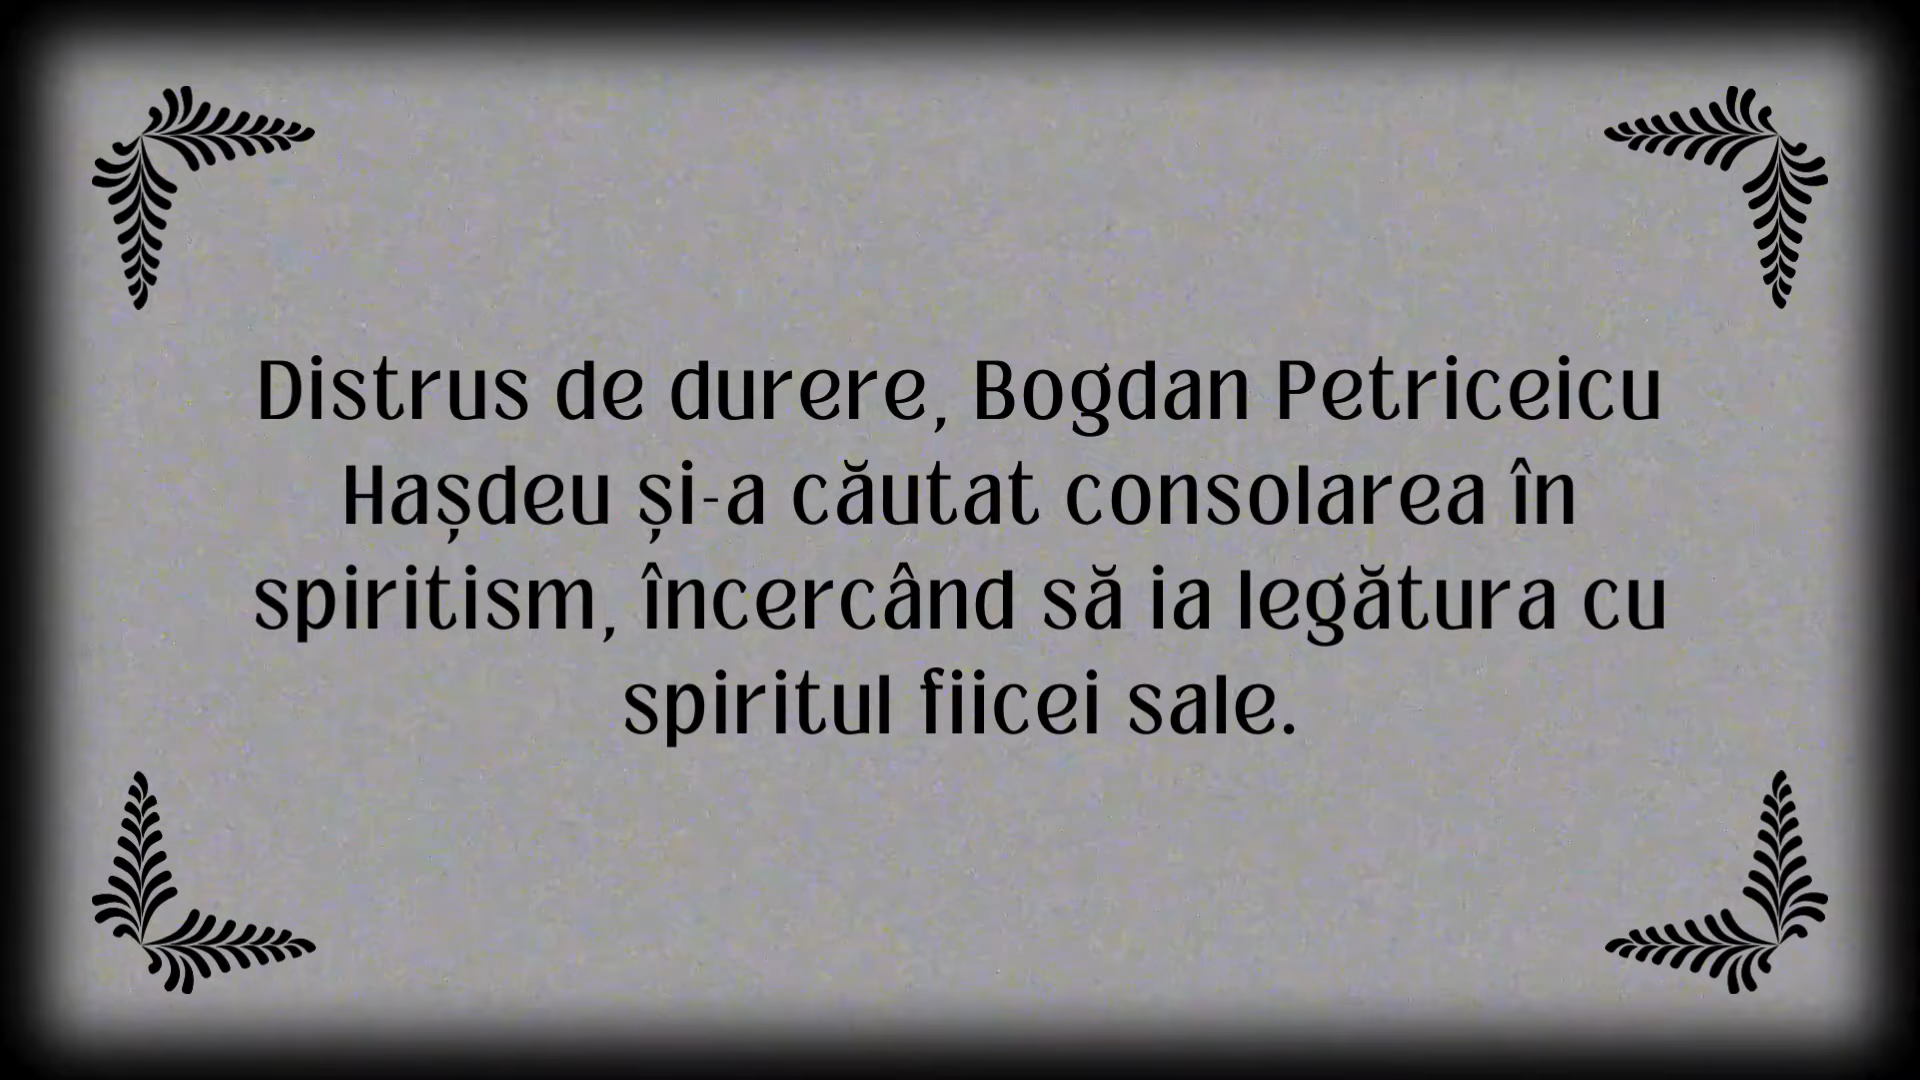 Distrus de durere, Bogdan Petriceicu
Hașdeu și-a căutat consolarea în
spiritism, încercând să ia legătura cu
spiritul fiicei sale.